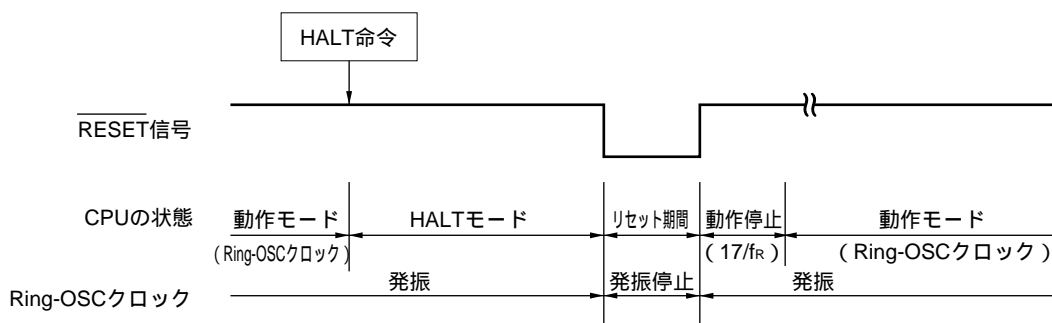 HALT命令
RESET信号
CPUの状態
動作モード
HALTモード
リセット期間
動作停止
動作モード
(Ring-OSCクロック)
(17/fR)
(Ring-OSCクロック)
Ring-OSCクロック
発振
発振停止
発振